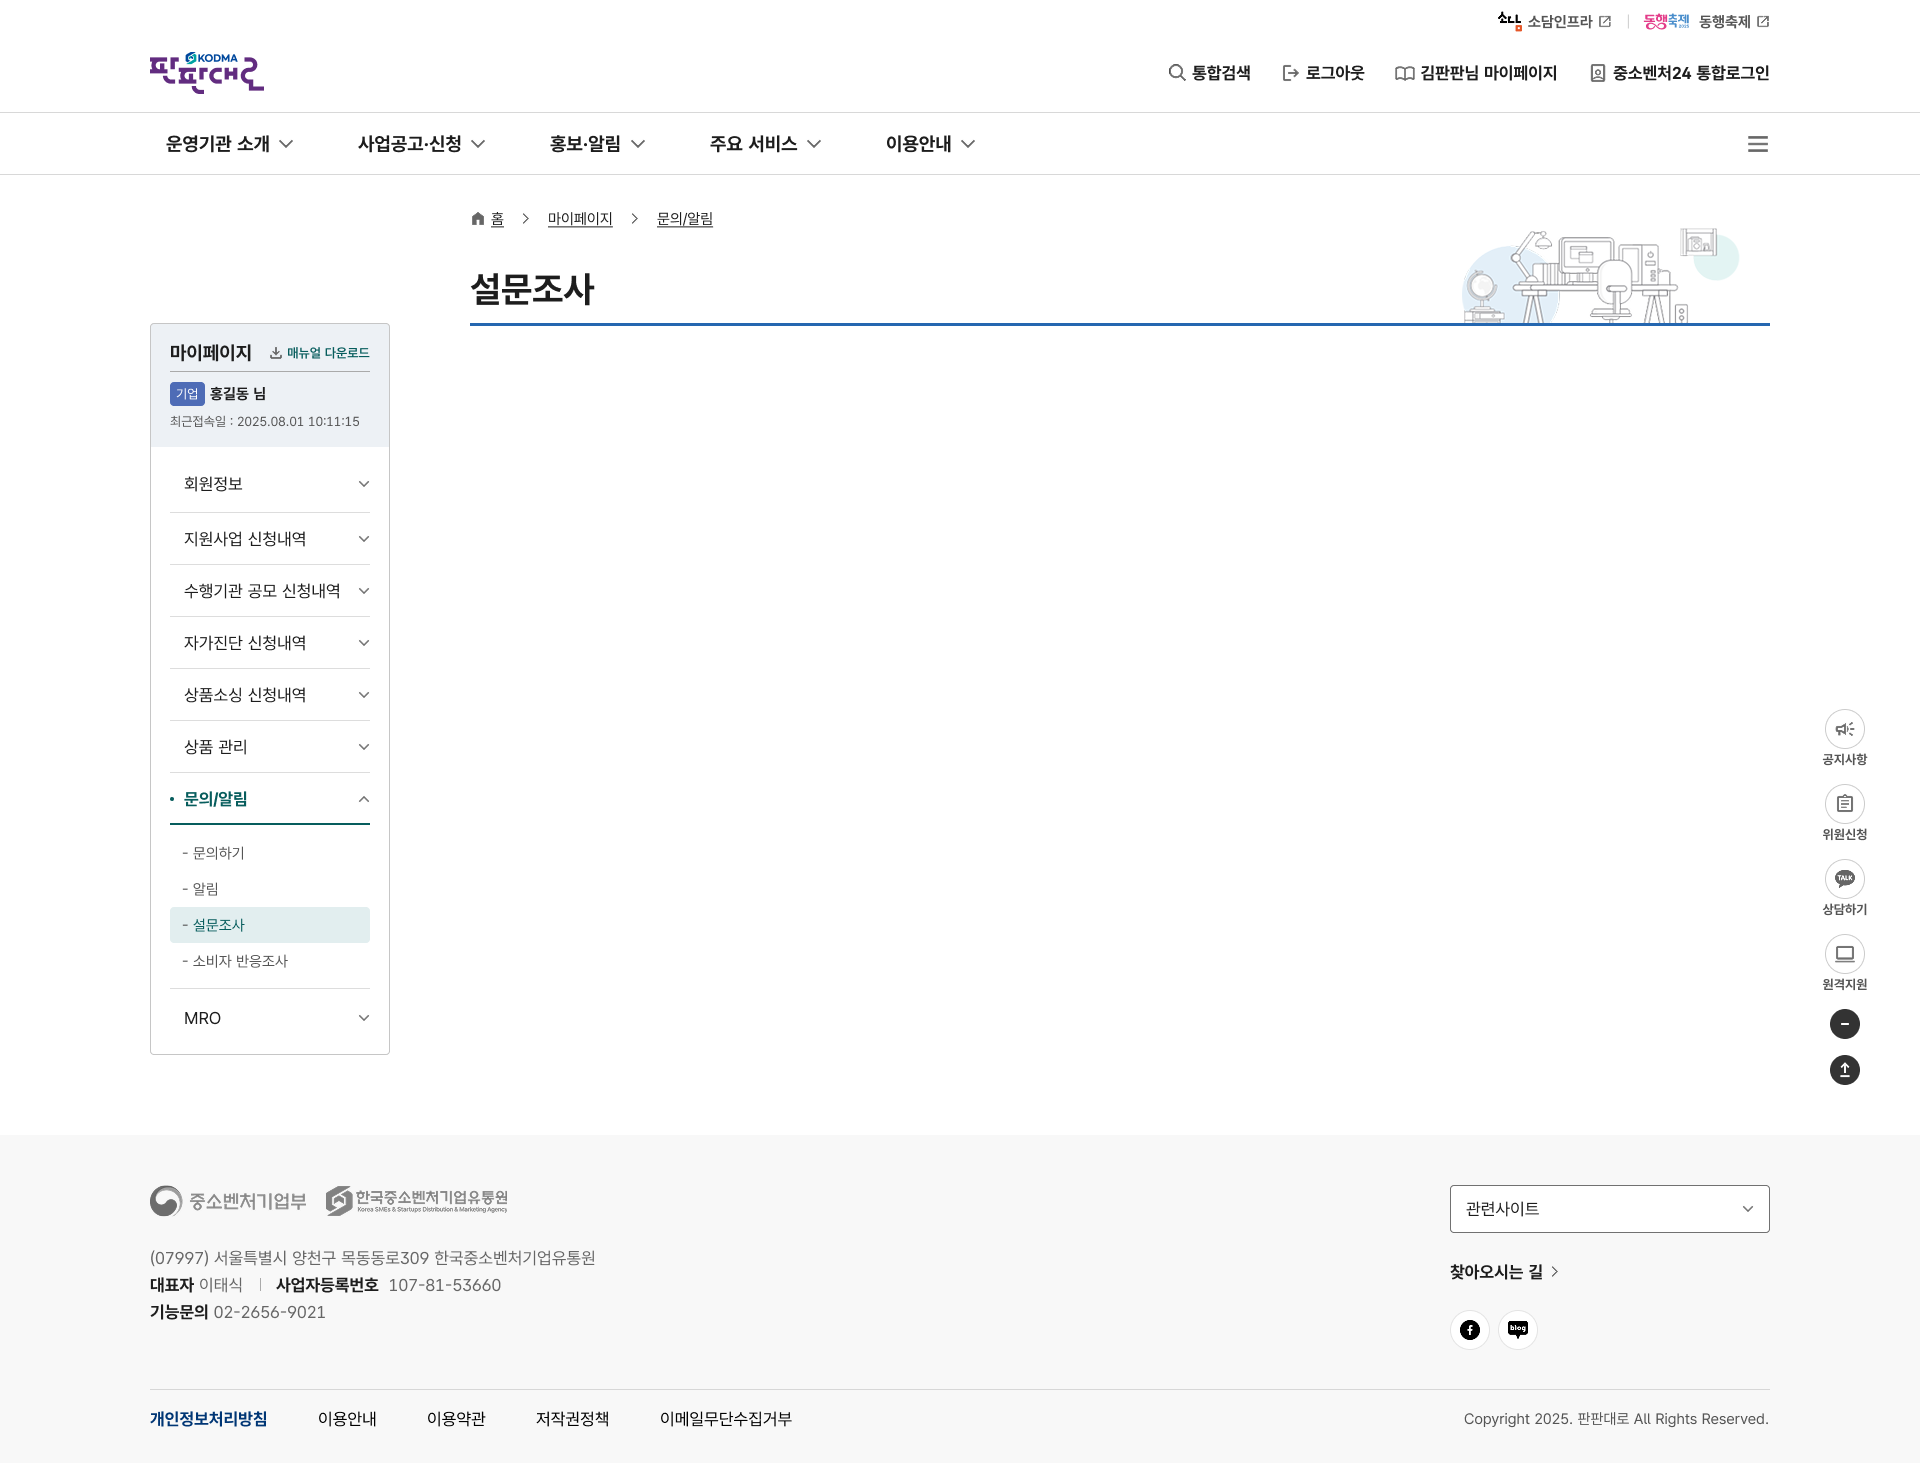 소담인프라
동행축제 2025 동행축제
KODMA
판판대로
통합검색
로그아웃
김판판님 마이페이지
중소벤처24 통합로그인
운영기관 소개
사업공고·신청
홍보·알림
주요 서비스
이용안내
홈
마이페이지
문의/알림
설문조사
마이페이지
매뉴얼 다운로드
기업 홍길동 님
최근접속일 : 2025.08.01 10:11:15
회원정보
지원사업 신청내역
수행기관 공모 신청내역
자가진단 신청내역
상품소싱 신청내역
상품 관리
문의/알림
- 문의하기
- 알림
- 설문조사
- 소비자 반응조사
MRO
공지사항
위원신청
TALK
상담하기
원격지원
중소벤처기업부
한국중소벤처기업유통원
Korea SMEs & Startups Distribution & Marketing Agency
관련사이트
(07997) 서울특별시 양천구 목동동로309 한국중소벤처기업유통원
대표자 이태식
사업자등록번호 107-81-53660
기능문의 02-2656-9021
찾아오시는 길
blog
개인정보처리방침
이용안내
이용약관
저작권정책
이메일무단수집거부
Copyright 2025. 판판대로 All Rights Reserved.